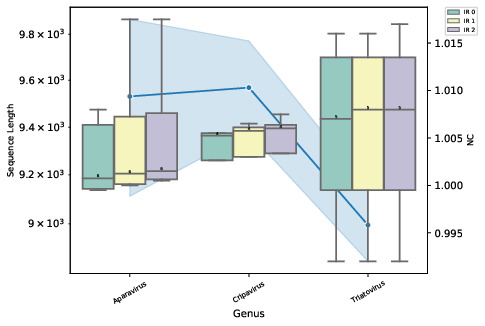 IR 0
IR 1
IR 2
9.8 × 10³
9.6 × 10³
9.4 × 10³
9.2 × 10³
9 × 10³
Sequence Length
1.015
1.010
1.005
1.000
0.995
NC
Aparavirus
Cripavirus
Triatovirus
Genus